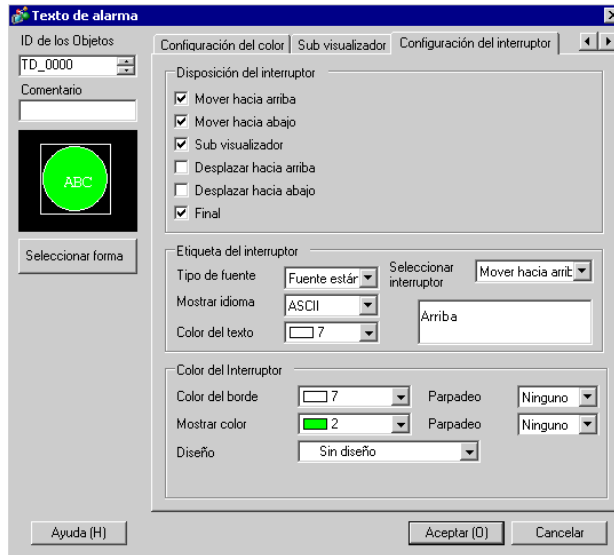 Texto de alarma
ID de los Objetos
TD_0000
Comentario
ABC
Seleccionar forma
Configuración del color
Sub visualizador
Configuración del interruptor
Disposición del interruptor
Mover hacia arriba
Mover hacia abajo
Sub visualizador
Desplazar hacia arriba
Desplazar hacia abajo
Final
Etiqueta del interruptor
Tipo de fuente
Fuente estár
Seleccionar interruptor
Mover hacia arrit
Mostrar idioma
ASCII
Arriba
Color del texto
7
Color del Interruptor
Color del borde
7
Parpadeo
Ninguno
Mostrar color
2
Parpadeo
Ninguno
Diseño
Sin diseño
Ayuda (H)
Aceptar (O)
Cancelar